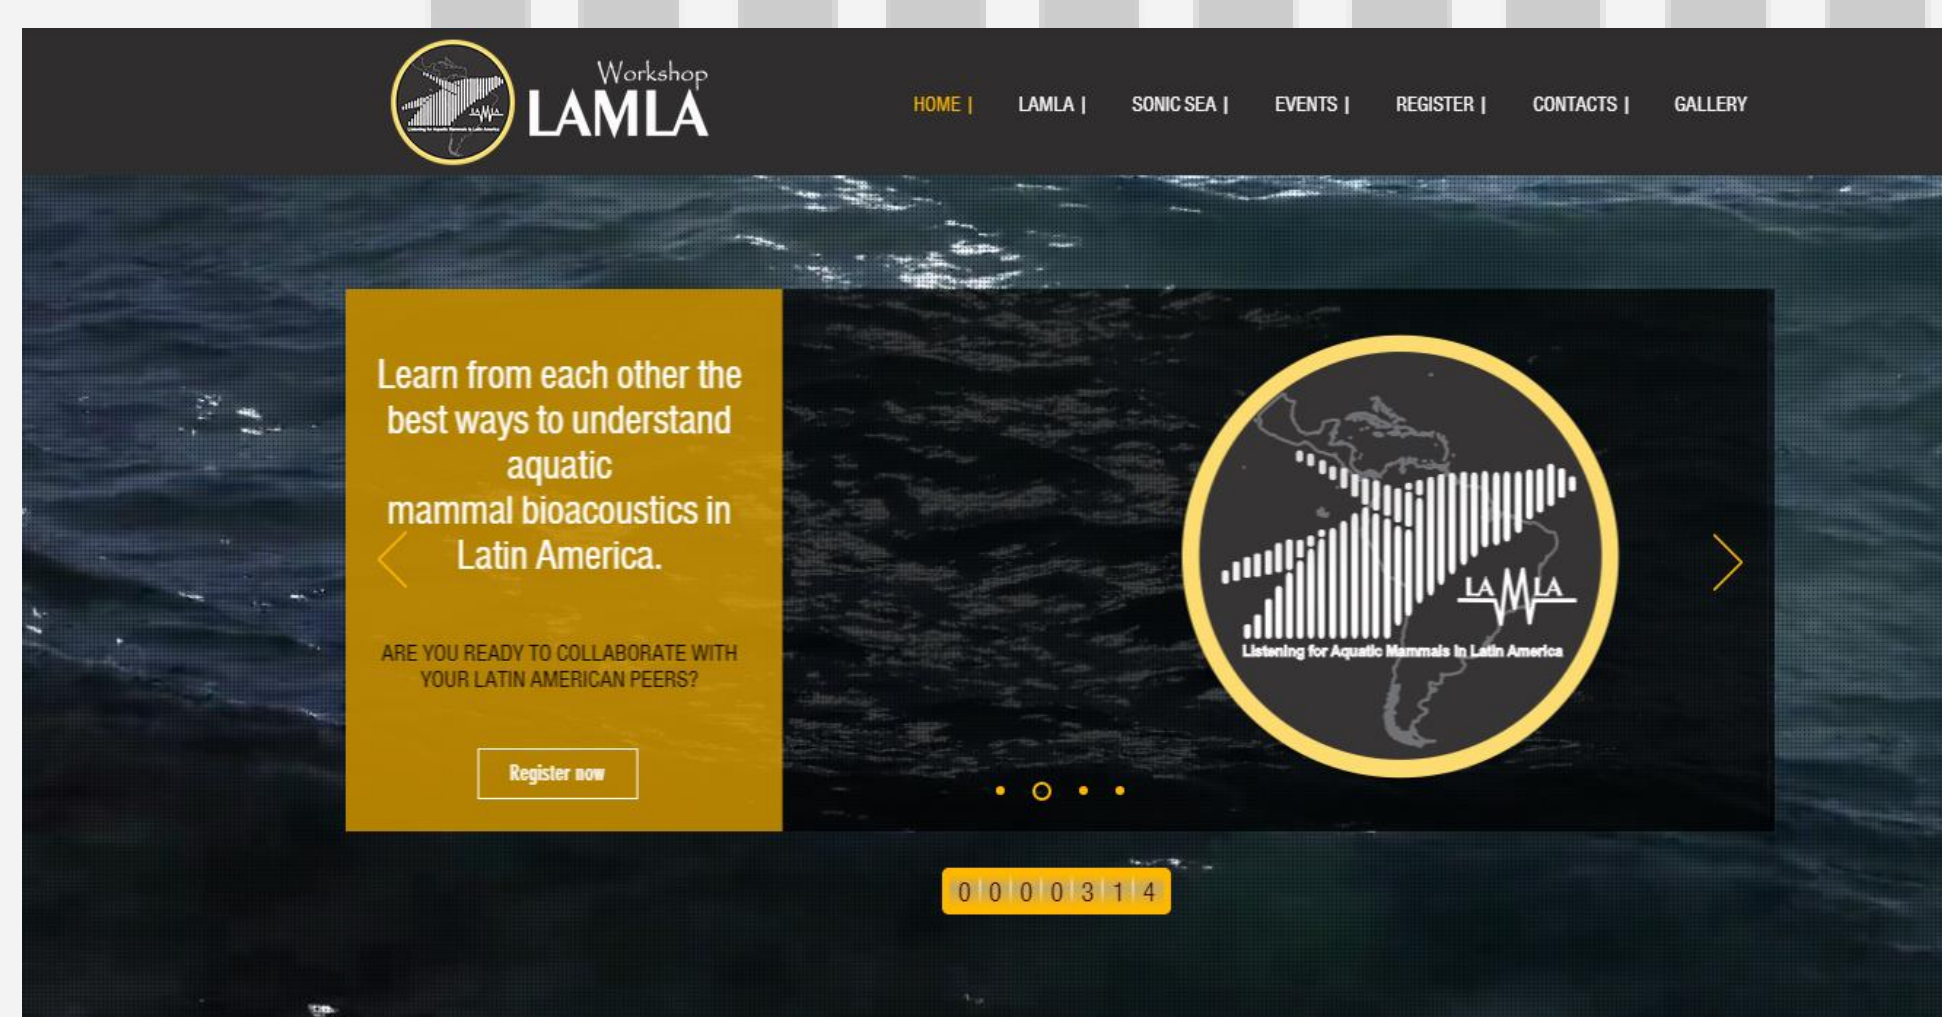 Workshop
LAMLA
HOME | LAMLA | SONIC SEA | EVENTS | REGISTER | CONTACTS | GALLERY
Learn from each other the
best ways to understand
aquatic
mammal bioacoustics in
Latin America.
ARE YOU READY TO COLLABORATE WITH
YOUR LATIN AMERICAN PEERS?
Register now
LAMLA
Listening for Aquatic Mammals in Latin America
0 0 0 0 3 1 4